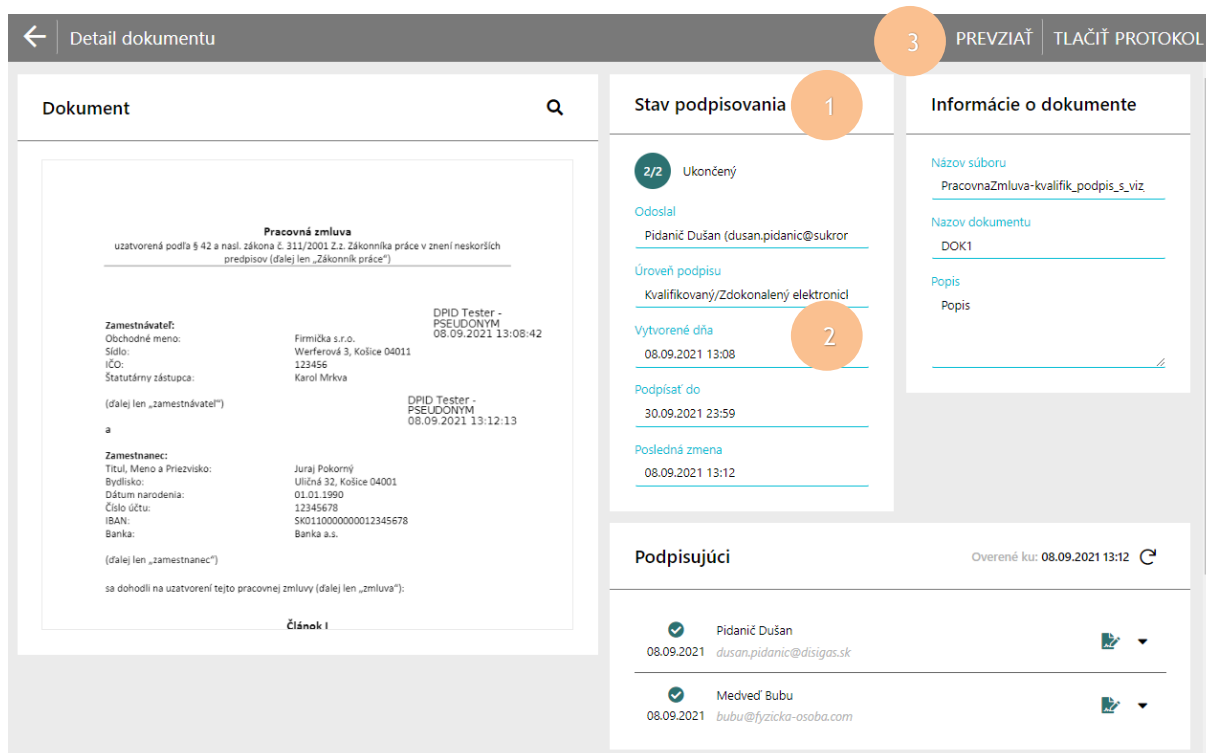 Detail dokumentu
3
PREVZIAŤ
TLAČIŤ PROTOKOL
Dokument
Pracovná zmluva
uzatvorená podľa § 42 a nasl. zákona č. 311/2001 Z.z. Zákonníka práce v znení neskorších
predpisov (ďalej len „Zákonník práce“)
DPID Tester -
PSEUDONYM
08.09.2021 13:08:42
Zamestnávateľ:
Obchodné meno: Firmička s.r.o.
Sídlo: Werferová 3, Košice 04011
IČO: 123456
Štatutárny zástupca: Karol Mrkva
DPID Tester -
PSEUDONYM
08.09.2021 13:12:13
(ďalej len „zamestnávateľ“)
a
Zamestnanec:
Titul, Meno a Priezvisko: Juraj Pokorný
Bydlisko: Uličná 32, Košice 04001
Dátum narodenia: 01.01.1990
Číslo účtu: 12345678
IBAN: SK0110000000012345678
Banka: Banka a.s.
(ďalej len „zamestnanec“)
sa dohodli na uzatvorení tejto pracovnej zmluvy (ďalej len „zmluva“):
Článok I
Stav podpisovania
1
2/2 Ukončený
Odoslal
Pidanič Dušan (dusan.pidanic@sukror
Úroveň podpisu
Kvalifikovaný/Zdokonalený elektronicl
Vytvorené dňa
2
08.09.2021 13:08
Podpísať do
30.09.2021 23:59
Posledná zmena
08.09.2021 13:12
Informácie o dokumente
Názov súboru
PracovnaZmluva-kvalifik_podpis_s_viz
Nazov dokumentu
DOK1
Popis
Popis
Podpisujúci
Overené ku: 08.09.2021 13:12
Pidanič Dušan
08.09.2021 dusan.pidanic@disigas.sk
Medveď Bubu
08.09.2021 bubu@fyzicka-osoba.com